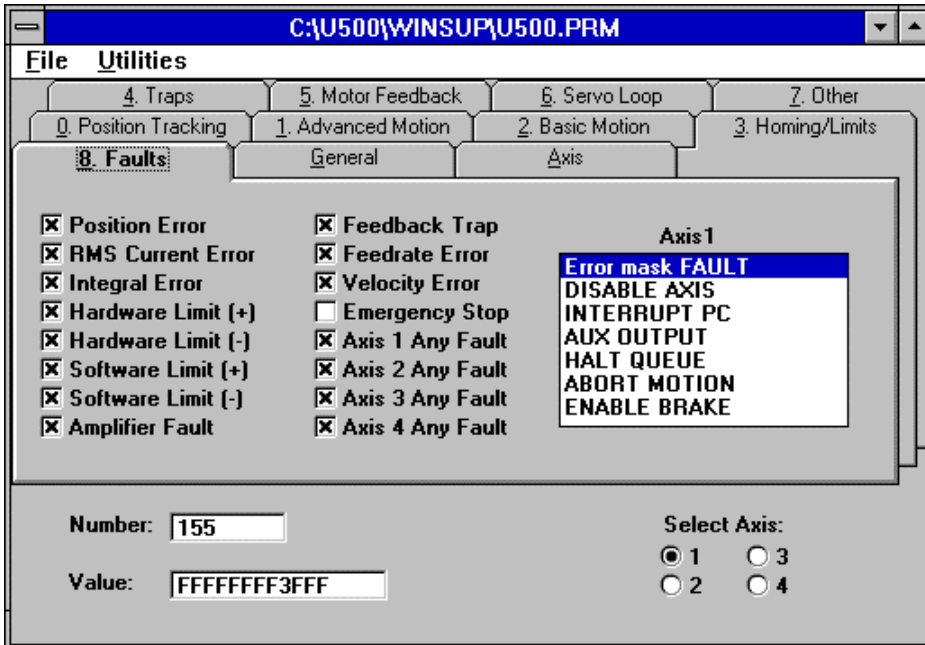 C:\U500\WINSUP\U500.PRM
File Utilities
4. Traps 5. Motor Feedback 6. Servo Loop 7. Other
0. Position Tracking 1. Advanced Motion 2. Basic Motion 3. Homing/Limits
8. Faults General Axis
Position Error
RMS Current Error
Integral Error
Hardware Limit (+)
Hardware Limit (-)
Software Limit (+)
Software Limit (-)
Amplifier Fault
Feedback Trap
Feedrate Error
Velocity Error
Emergency Stop
Axis 1 Any Fault
Axis 2 Any Fault
Axis 3 Any Fault
Axis 4 Any Fault
Axis1
Error mask FAULT
DISABLE AXIS
INTERRUPT PC
AUX OUTPUT
HALT QUEUE
ABORT MOTION
ENABLE BRAKE
Number: 155
Value: FFFFFFFF3FFF
Select Axis:
1 3
2 4